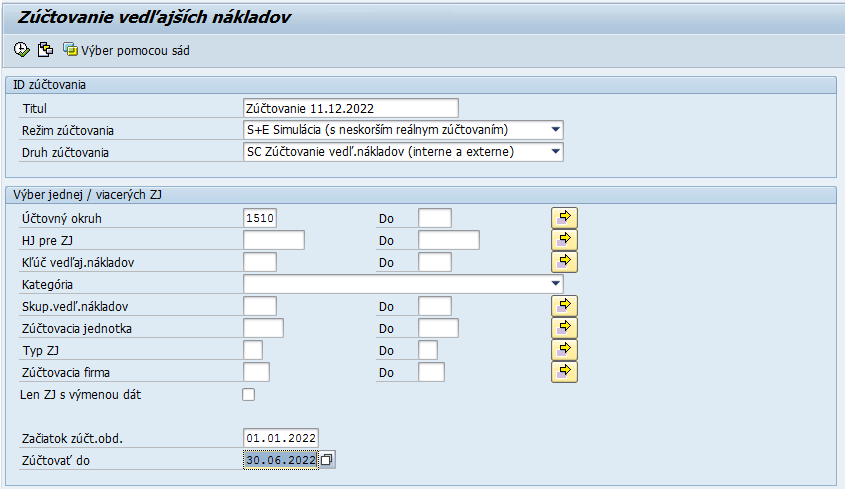 Zúčtovanie vedľajších nákladov
Výber pomocou sád
ID zúčtovania
Titul Zúčtovanie 11.12.2022
Režim zúčtovania S+E Simulácia (s neskorším reálnym zúčtovaním)
Druh zúčtovania SC Zúčtovanie vedľ.nákladov (interne a externe)
Výber jednej / viacerých ZJ
Účtovný okruh 1510 Do
HJ pre ZJ Do
Kľúč vedľaj.nákladov Do
Kategória
Skup.vedľ.nákladov Do
Zúčtovacia jednotka Do
Typ ZJ Do
Zúčtovacia firma Do
Len ZJ s výmenou dát
Začiatok zúčt.obd. 01.01.2022
Zúčtovať do 30.06.2022